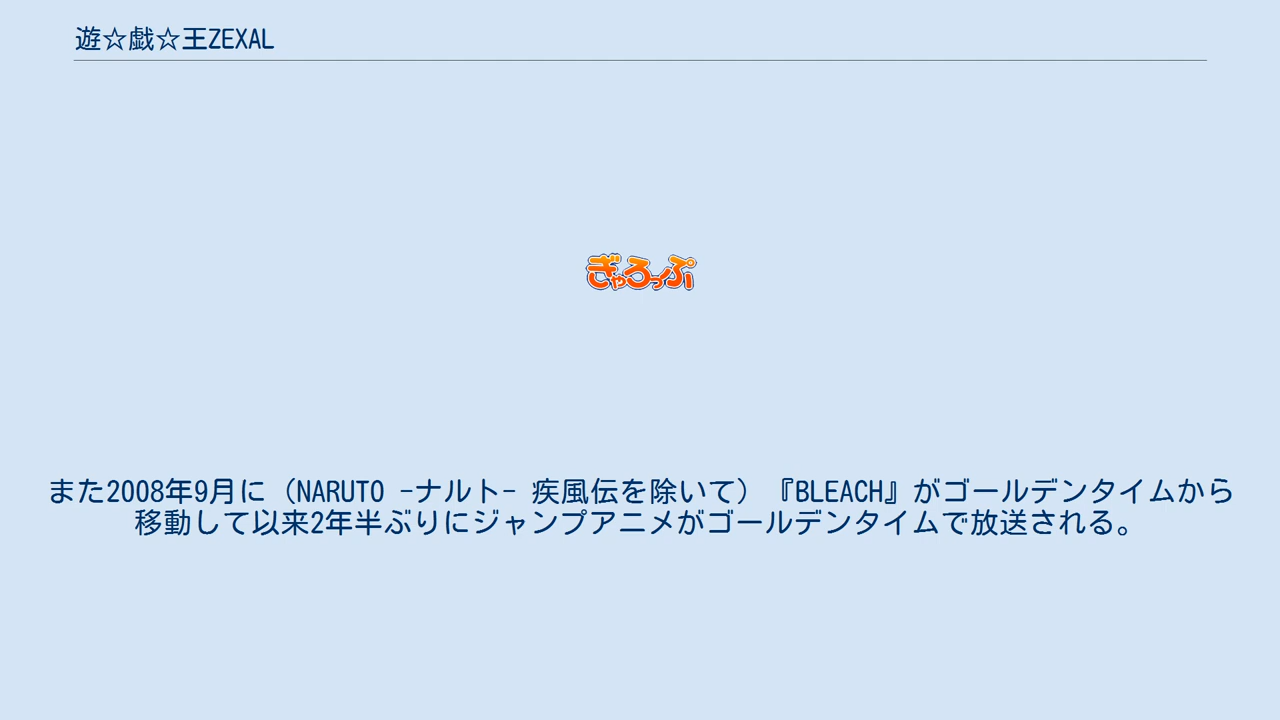 遊☆戯☆王ZEXAL
ぎゃろっぷ
また2008年9月に（NARUTO -ナルト- 疾風伝を除いて）『BLEACH』がゴールデンタイムから
移動して以来2年半ぶりにジャンプアニメがゴールデンタイムで放送される。